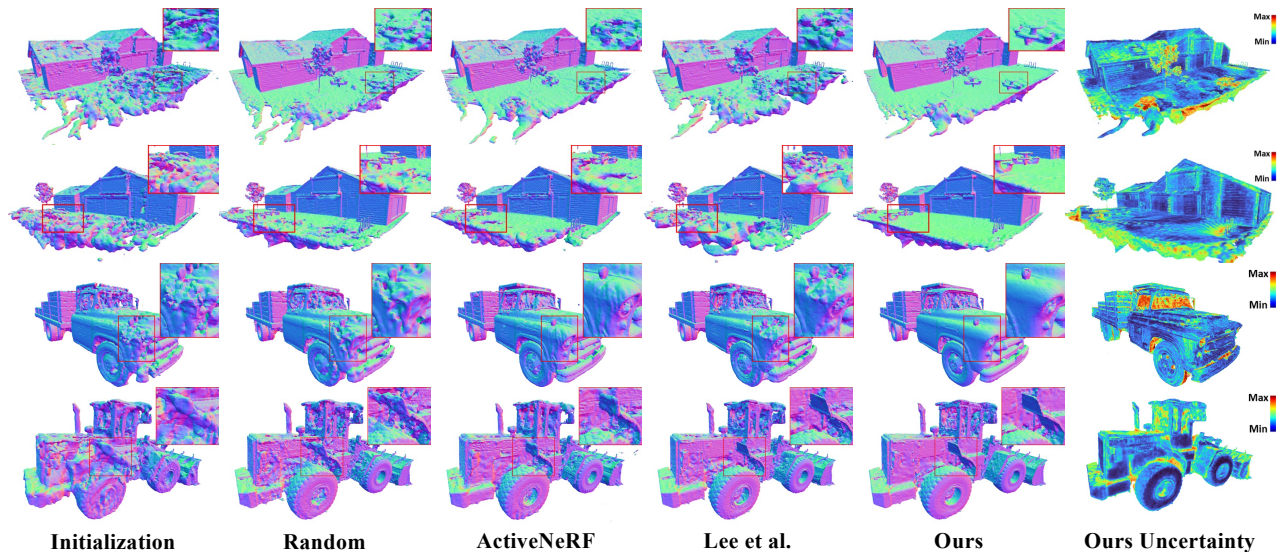 Max
Min
Max
Min
Max
Min
Max
Min
Initialization Random ActiveNeRF Lee et al. Ours Ours Uncertainty